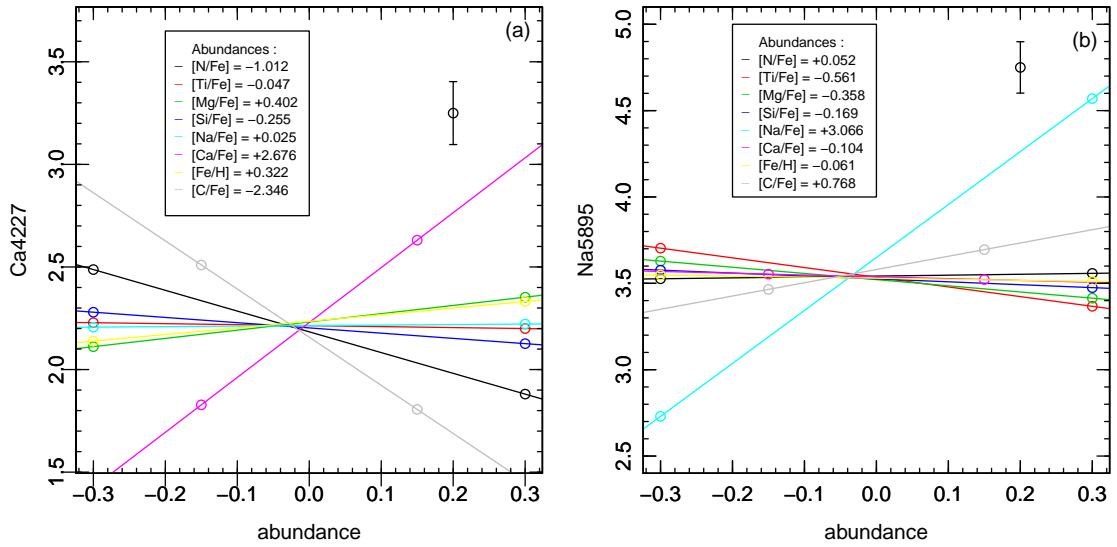 (a)
Abundances :
[N/Fe] = −1.012
[Ti/Fe] = −0.047
[Mg/Fe] = +0.402
[Si/Fe] = −0.255
[Na/Fe] = +0.025
[Ca/Fe] = +2.676
[Fe/H] = +0.322
[C/Fe] = −2.346
3.5
3.0
2.5
2.0
1.5
Ca4227
−0.3 −0.2 −0.1 0.0 0.1 0.2 0.3
abundance
(b)
Abundances :
[N/Fe] = +0.052
[Ti/Fe] = −0.561
[Mg/Fe] = −0.358
[Si/Fe] = −0.169
[Na/Fe] = +3.066
[Ca/Fe] = −0.104
[Fe/H] = −0.061
[C/Fe] = +0.768
5.0
4.5
4.0
3.5
3.0
2.5
Na5895
−0.3 −0.2 −0.1 0.0 0.1 0.2 0.3
abundance